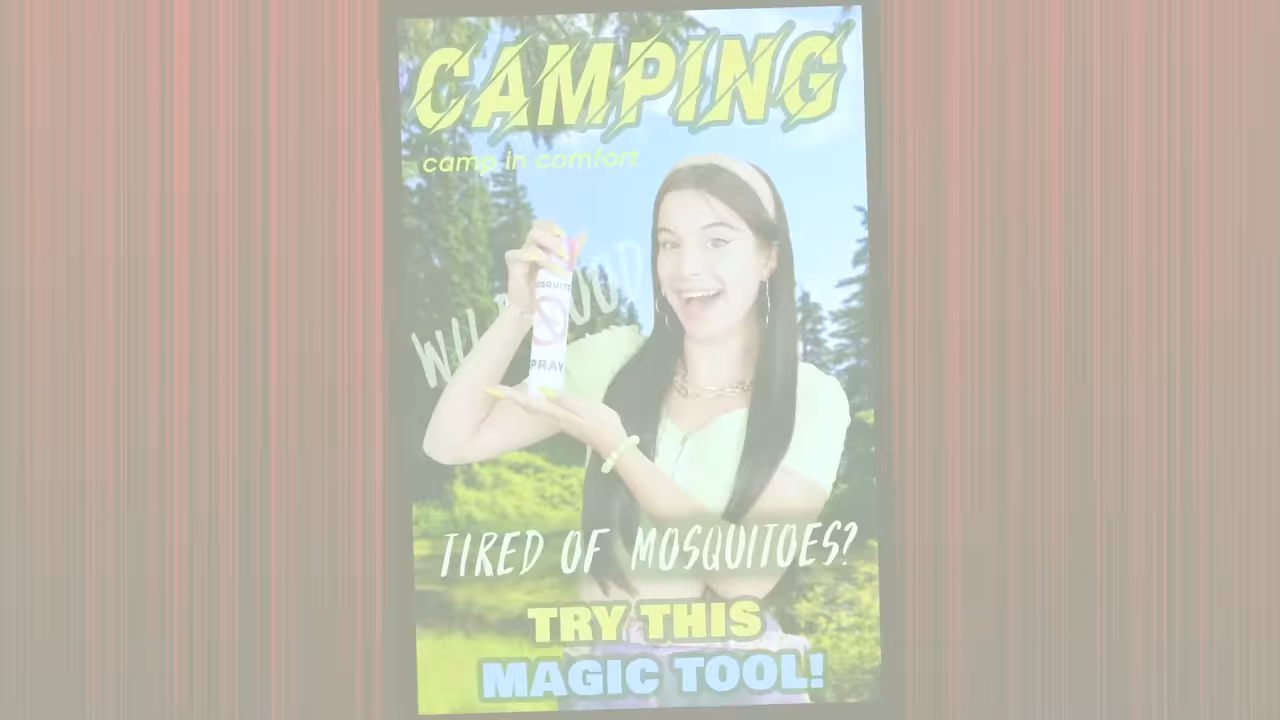 CAMPING
camp in comfort
TIRED OF MOSQUITOES?
TRY THIS
MAGIC TOOL!